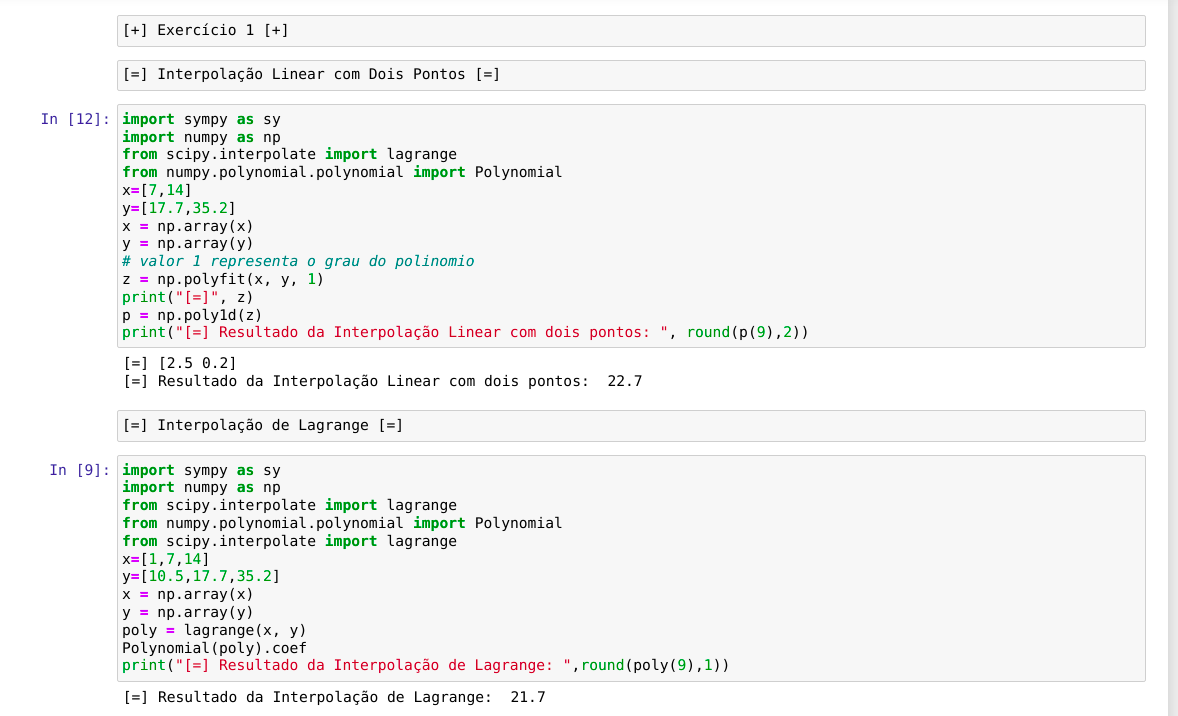 [+] Exercício 1 [+]
[=] Interpolação Linear com Dois Pontos [=]
In [12]:
import sympy as sy
import numpy as np
from scipy.interpolate import lagrange
from numpy.polynomial.polynomial import Polynomial
x=[7,14]
y=[17.7,35.2]
x = np.array(x)
y = np.array(y)
# valor 1 representa o grau do polinomio
z = np.polyfit(x, y, 1)
print("[=]", z)
p = np.poly1d(z)
print("[=] Resultado da Interpolação Linear com dois pontos: ", round(p(9),2))
[=] [2.5 0.2]
[=] Resultado da Interpolação Linear com dois pontos:  22.7
[=] Interpolação de Lagrange [=]
In [9]:
import sympy as sy
import numpy as np
from scipy.interpolate import lagrange
from numpy.polynomial.polynomial import Polynomial
from scipy.interpolate import lagrange
x=[1,7,14]
y=[10.5,17.7,35.2]
x = np.array(x)
y = np.array(y)
poly = lagrange(x, y)
Polynomial(poly).coef
print("[=] Resultado da Interpolação de Lagrange: ",round(poly(9),1))
[=] Resultado da Interpolação de Lagrange:  21.7